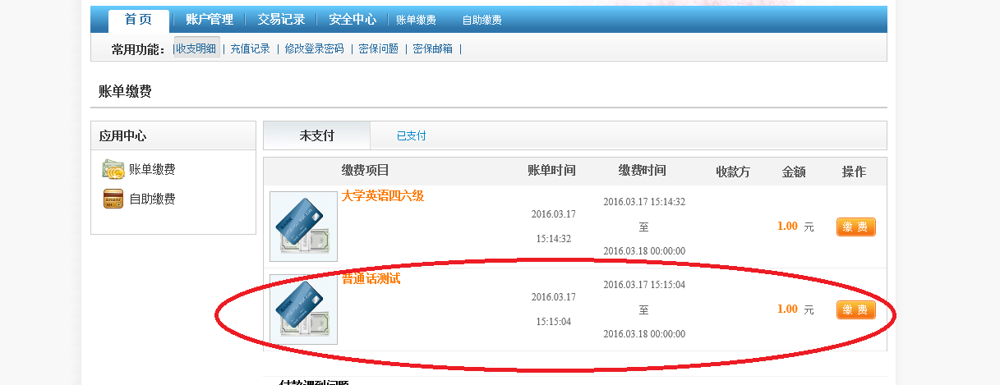 首 页 账户管理 交易记录 安全中心 账单缴费 自助缴费
常用功能： |收支明细 | 充值记录 | 修改登录密码 | 密保问题 | 密保邮箱 |
账单缴费
应用中心
账单缴费
自助缴费
未支付 已支付
缴费项目 账单时间 缴费时间 收款方 金额 操作
大学英语四六级
2016.03.17
15:14:32
2016.03.17 15:14:32
至
2016.03.18 00:00:00
1.00 元
缴 费
普通话测试
2016.03.17
15:15:04
2016.03.17 15:15:04
至
2016.03.18 00:00:00
1.00 元
缴 费
付款遇到问题